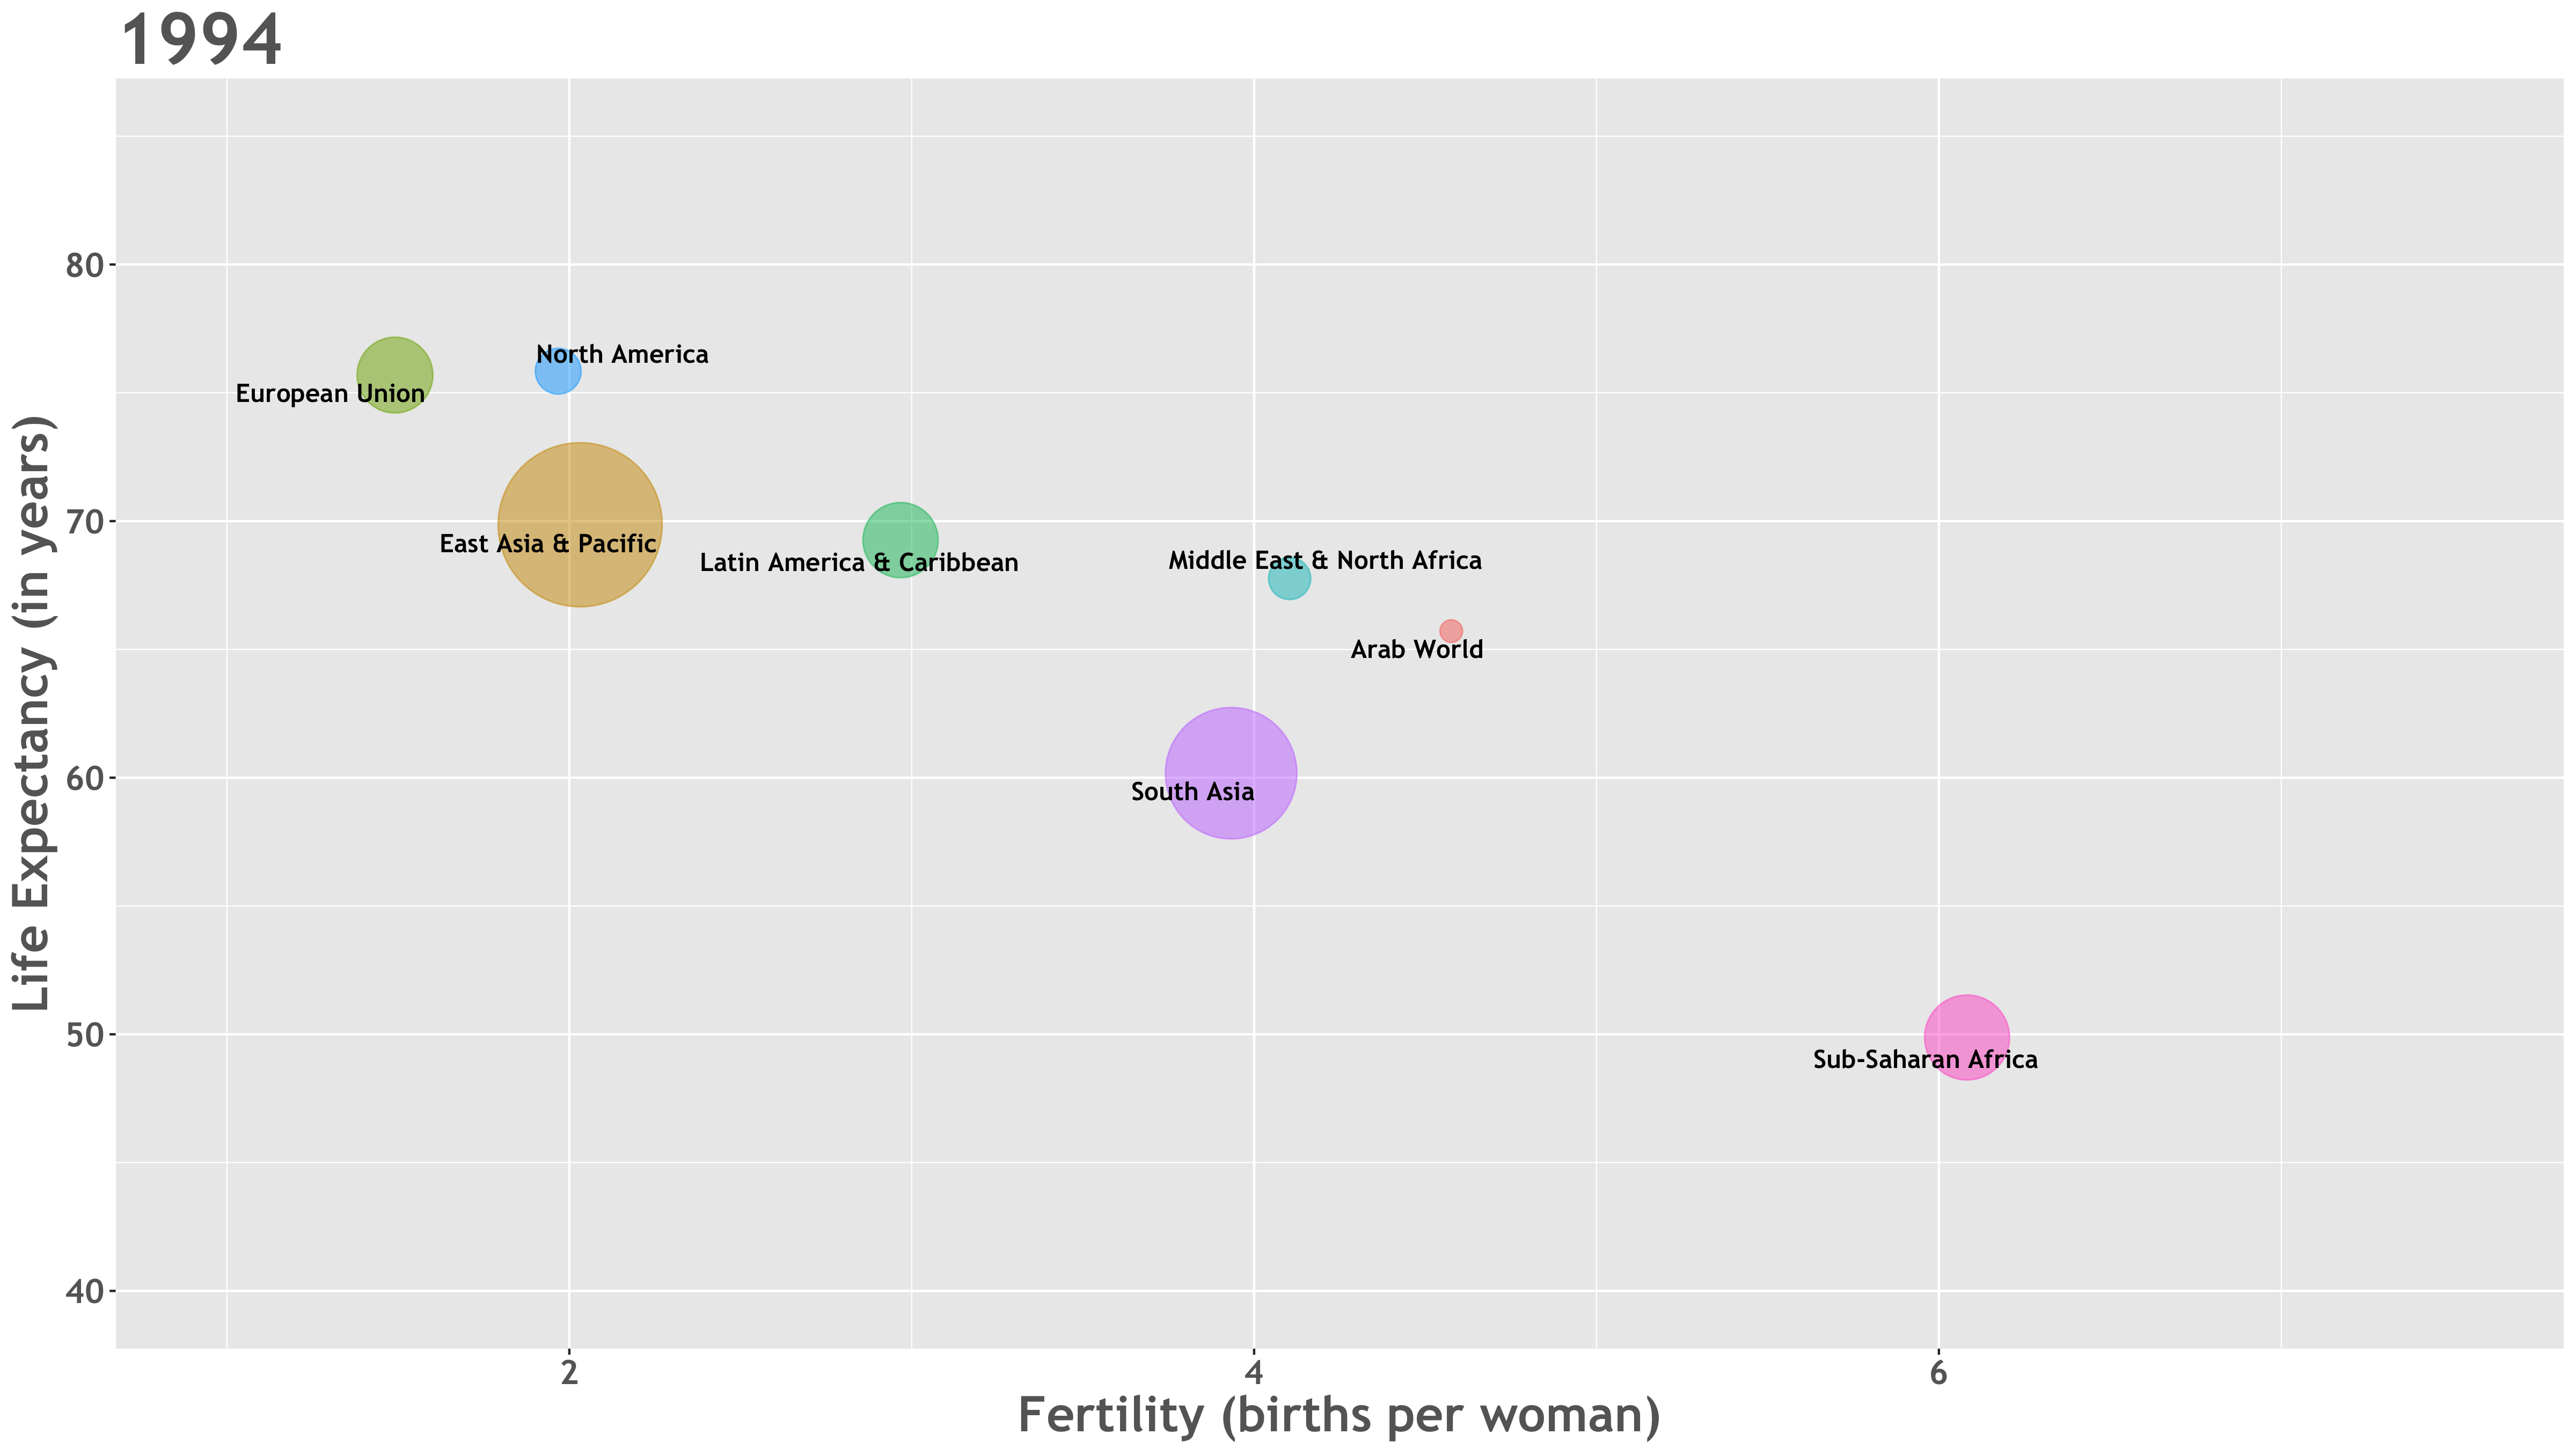 1994
80
70
60
50
40
Life Expectancy (in years)
North America
European Union
East Asia & Pacific
Latin America & Caribbean
Middle East & North Africa
Arab World
South Asia
Sub-Saharan Africa
2
4
6
Fertility (births per woman)